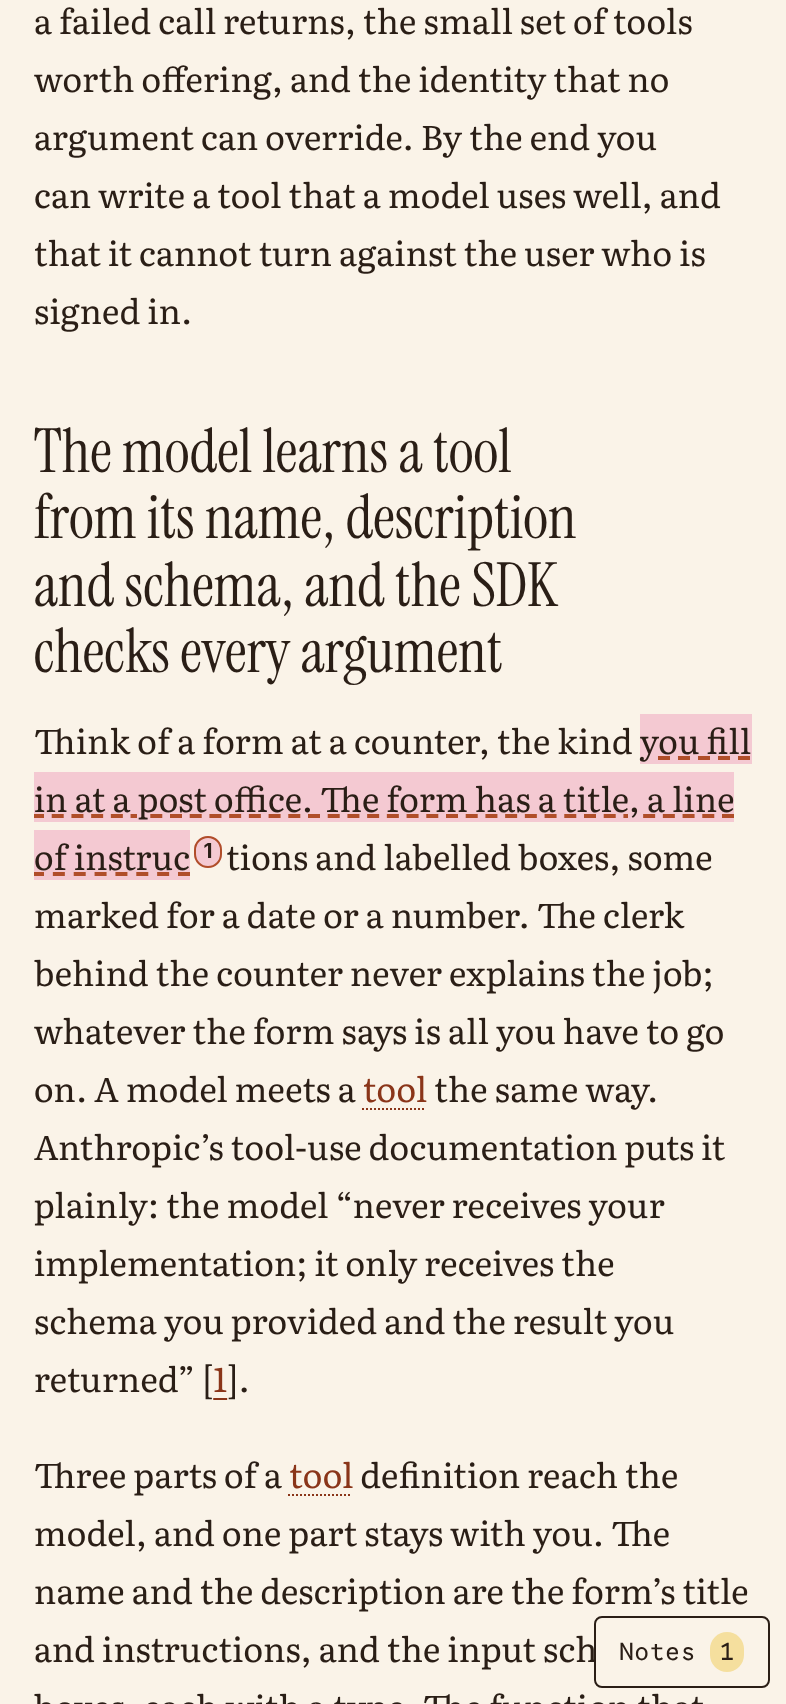 a failed call returns, the small set of tools
worth offering, and the identity that no
argument can override. By the end you
can write a tool that a model uses well, and
that it cannot turn against the user who is
signed in.
The model learns a tool
from its name, description
and schema, and the SDK
checks every argument
Think of a form at a counter, the kind you fill
in at a post office. The form has a title, a line
of instruc 1 tions and labelled boxes, some
marked for a date or a number. The clerk
behind the counter never explains the job;
whatever the form says is all you have to go
on. A model meets a tool the same way.
Anthropic’s tool-use documentation puts it
plainly: the model “never receives your
implementation; it only receives the
schema you provided and the result you
returned” [1].
Three parts of a tool definition reach the
model, and one part stays with you. The
name and the description are the form’s title
and instructions, and the input sch
Notes 1
boxes, each with a type. The function that